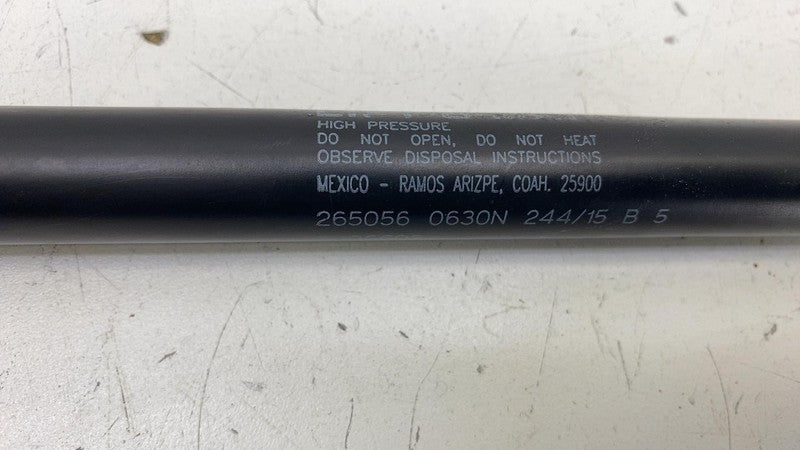 HIGH PRESSURE
DO NOT OPEN, DO NOT HEAT
OBSERVE DISPOSAL INSTRUCTIONS
MEXICO - RAMOS ARIZPE, COAH. 25900
265056 0630N 244/15 B 5